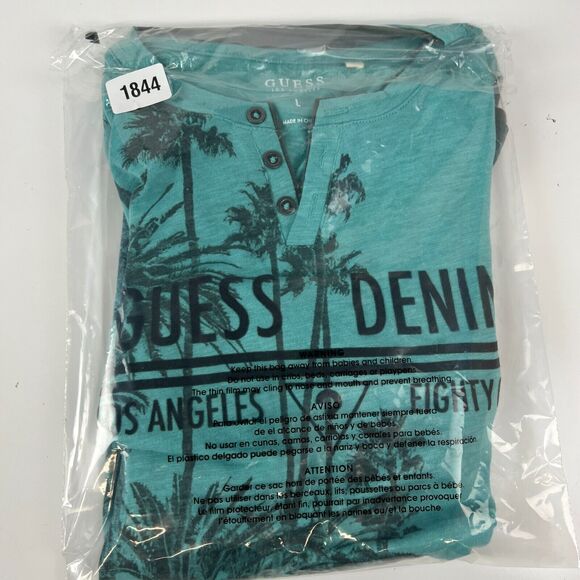 1844
GUESS
LOS ANGELES
L
MADE IN
GUESS DENIM
OS ANGELES EIGHTY
WARNING
Keep this bag away from babies and children.
Do not use in cribs, beds, carriages or playpens.
The thin film may cling to nose and mouth and prevent breathing.
AVISO
Para evitar el peligro de asfixia mantener siempre fuera
de el alcance de niños y de bebés.
No usar en cunas, camas, carriolas y corrales para bebés.
El plástico delgado puede pegarse a la nariz y boca y detener la respiración.
ATTENTION
Garder ce sac hors de portée des bébés et enfants.
Ne pas utiliser dans les berceaux, lits, poussettes ou parcs à bébé.
Le film protecteur, étant fin, pourrait par inadvertance provoquer
l'étouffement en bloquant les narines ou/et la bouche.